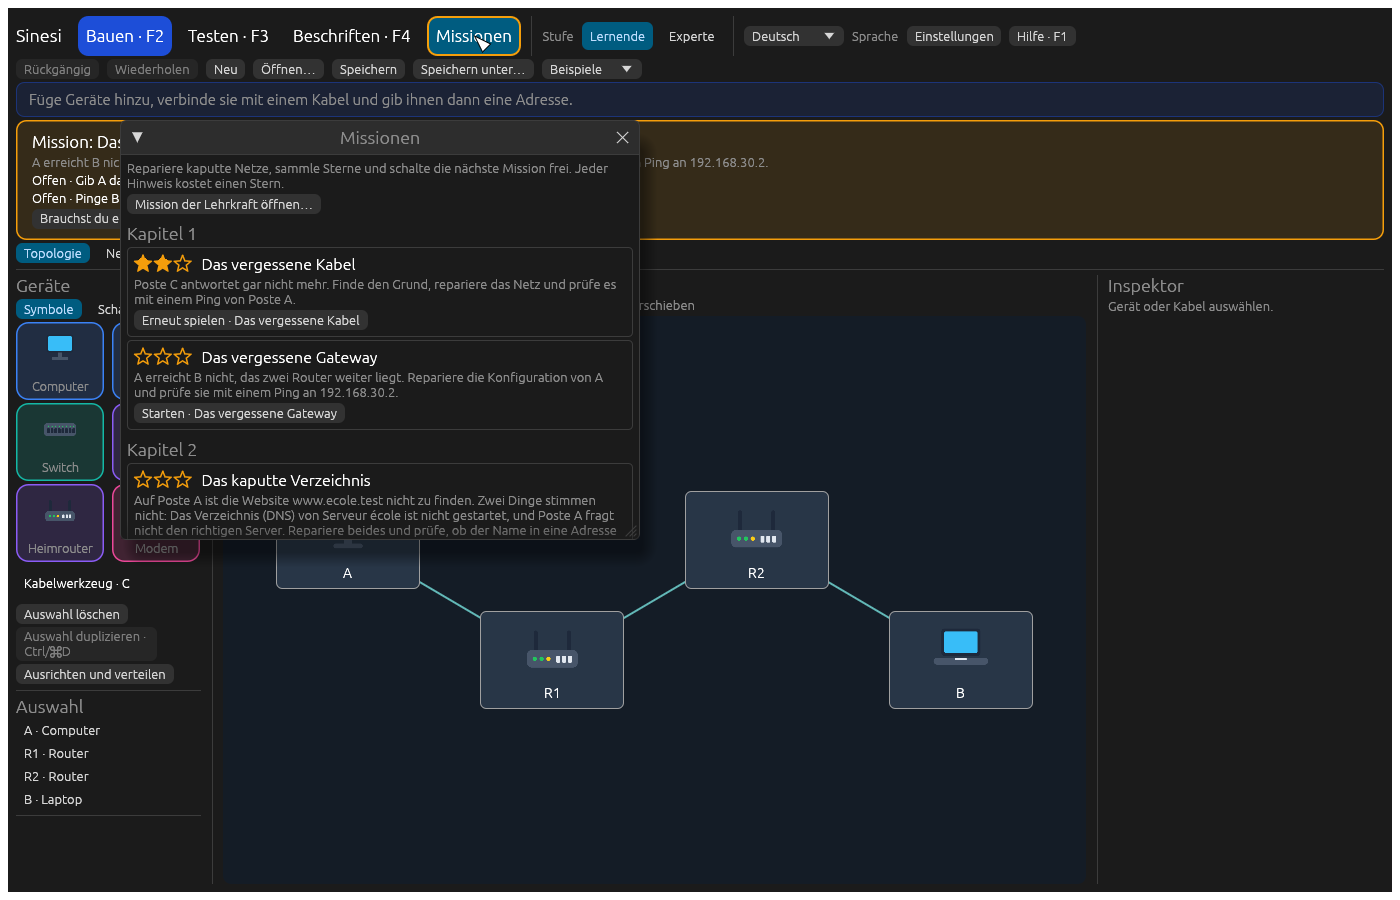 Sinesi
Bauen · F2
Testen · F3
Beschriften · F4
Missionen
Stufe
Lernende
Experte
Deutsch
Sprache
Einstellungen
Hilfe · F1
Rückgängig
Wiederholen
Neu
Öffnen…
Speichern
Speichern unter…
Beispiele
Füge Geräte hinzu, verbinde sie mit einem Kabel und gib ihnen dann eine Adresse.
Mission: Das
A erreicht B nic
Ping an 192.168.30.2.
Offen · Gib A da
Offen · Pinge B
Brauchst du e
Missionen
Repariere kaputte Netze, sammle Sterne und schalte die nächste Mission frei. Jeder
Hinweis kostet einen Stern.
Mission der Lehrkraft öffnen…
Kapitel 1
Das vergessene Kabel
Poste C antwortet gar nicht mehr. Finde den Grund, repariere das Netz und prüfe es
mit einem Ping von Poste A.
Erneut spielen · Das vergessene Kabel
Das vergessene Gateway
A erreicht B nicht, das zwei Router weiter liegt. Repariere die Konfiguration von A
und prüfe sie mit einem Ping an 192.168.30.2.
Starten · Das vergessene Gateway
Kapitel 2
Das kaputte Verzeichnis
Auf Poste A ist die Website www.ecole.test nicht zu finden. Zwei Dinge stimmen
nicht: Das Verzeichnis (DNS) von Serveur école ist nicht gestartet, und Poste A fragt
nicht den richtigen Server. Repariere beides und prüfe, ob der Name in eine Adresse
Topologie
Ne
Geräte
Symbole
Scha
rschieben
Computer
Switch
Heimrouter
Modem
Kabelwerkzeug · C
Auswahl löschen
Auswahl duplizieren ·
Ctrl/⌘D
Ausrichten und verteilen
Auswahl
A · Computer
R1 · Router
R2 · Router
B · Laptop
A
R1
R2
B
Inspektor
Gerät oder Kabel auswählen.